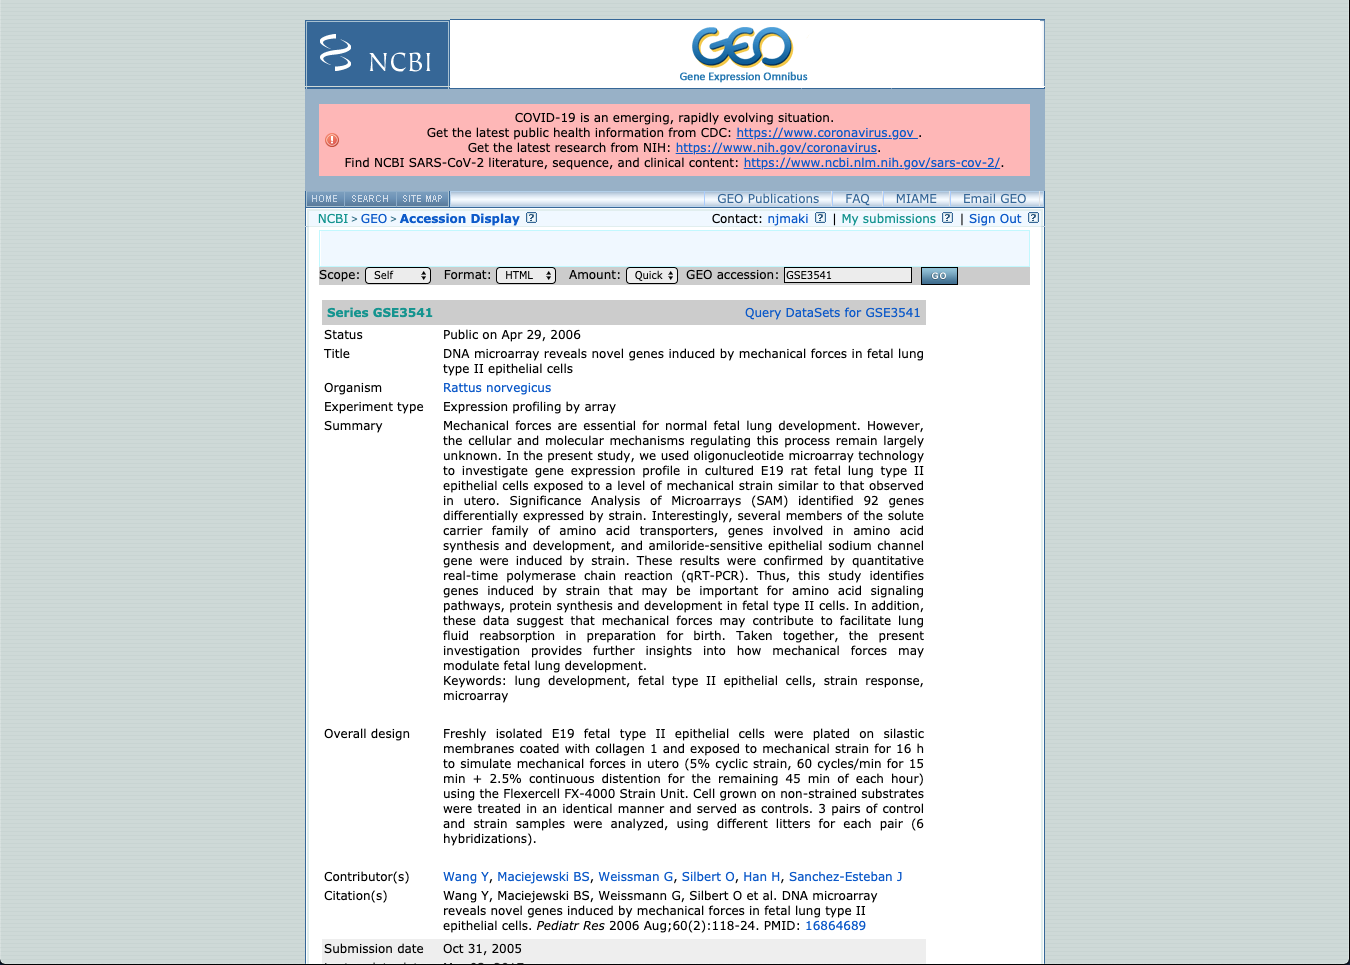 NCBI
GEO
Gene Expression Omnibus
COVID-19 is an emerging, rapidly evolving situation.
Get the latest public health information from CDC: https://www.coronavirus.gov .
Get the latest research from NIH: https://www.nih.gov/coronavirus.
Find NCBI SARS-CoV-2 literature, sequence, and clinical content: https://www.ncbi.nlm.nih.gov/sars-cov-2/.
HOME SEARCH SITE MAP GEO Publications FAQ MIAME Email GEO
NCBI > GEO > Accession Display ? Contact: njmaki ? | My submissions ? | Sign Out ?
Scope: Self Format: HTML Amount: Quick GEO accession: GSE3541 GO
Series GSE3541 Query DataSets for GSE3541
Status Public on Apr 29, 2006
Title DNA microarray reveals novel genes induced by mechanical forces in fetal lung
type II epithelial cells
Organism Rattus norvegicus
Experiment type Expression profiling by array
Summary Mechanical forces are essential for normal fetal lung development. However,
the cellular and molecular mechanisms regulating this process remain largely
unknown. In the present study, we used oligonucleotide microarray technology
to investigate gene expression profile in cultured E19 rat fetal lung type II
epithelial cells exposed to a level of mechanical strain similar to that observed
in utero. Significance Analysis of Microarrays (SAM) identified 92 genes
differentially expressed by strain. Interestingly, several members of the solute
carrier family of amino acid transporters, genes involved in amino acid
synthesis and development, and amiloride-sensitive epithelial sodium channel
gene were induced by strain. These results were confirmed by quantitative
real-time polymerase chain reaction (qRT-PCR). Thus, this study identifies
genes induced by strain that may be important for amino acid signaling
pathways, protein synthesis and development in fetal type II cells. In addition,
these data suggest that mechanical forces may contribute to facilitate lung
fluid reabsorption in preparation for birth. Taken together, the present
investigation provides further insights into how mechanical forces may
modulate fetal lung development.
Keywords: lung development, fetal type II epithelial cells, strain response,
microarray
Overall design Freshly isolated E19 fetal type II epithelial cells were plated on silastic
membranes coated with collagen 1 and exposed to mechanical strain for 16 h
to simulate mechanical forces in utero (5% cyclic strain, 60 cycles/min for 15
min + 2.5% continuous distention for the remaining 45 min of each hour)
using the Flexercell FX-4000 Strain Unit. Cell grown on non-strained substrates
were treated in an identical manner and served as controls. 3 pairs of control
and strain samples were analyzed, using different litters for each pair (6
hybridizations).
Contributor(s) Wang Y, Maciejewski BS, Weissman G, Silbert O, Han H, Sanchez-Esteban J
Citation(s) Wang Y, Maciejewski BS, Weissmann G, Silbert O et al. DNA microarray
reveals novel genes induced by mechanical forces in fetal lung type II
epithelial cells. Pediatr Res 2006 Aug;60(2):118-24. PMID: 16864689
Submission date Oct 31, 2005